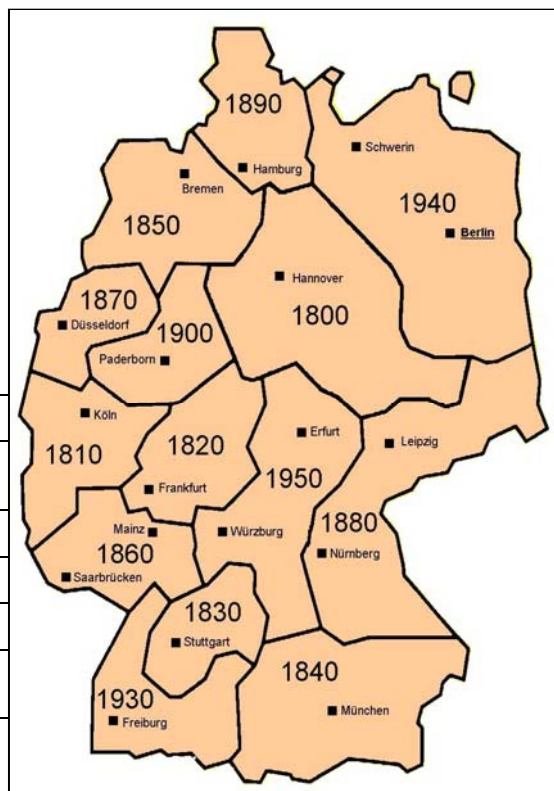 1890
Schwerin
Hamburg
Bremen
1940
1850
Berlin
Hannover
1870
1800
Düsseldorf
1900
Paderborn
Köln
1820
Erfurt
Leipzig
1810
1950
Frankfurt
1880
Mainz
Würzburg
1860
Nürnberg
Saarbrücken
1830
Stuttgart
1840
1930
München
Freiburg